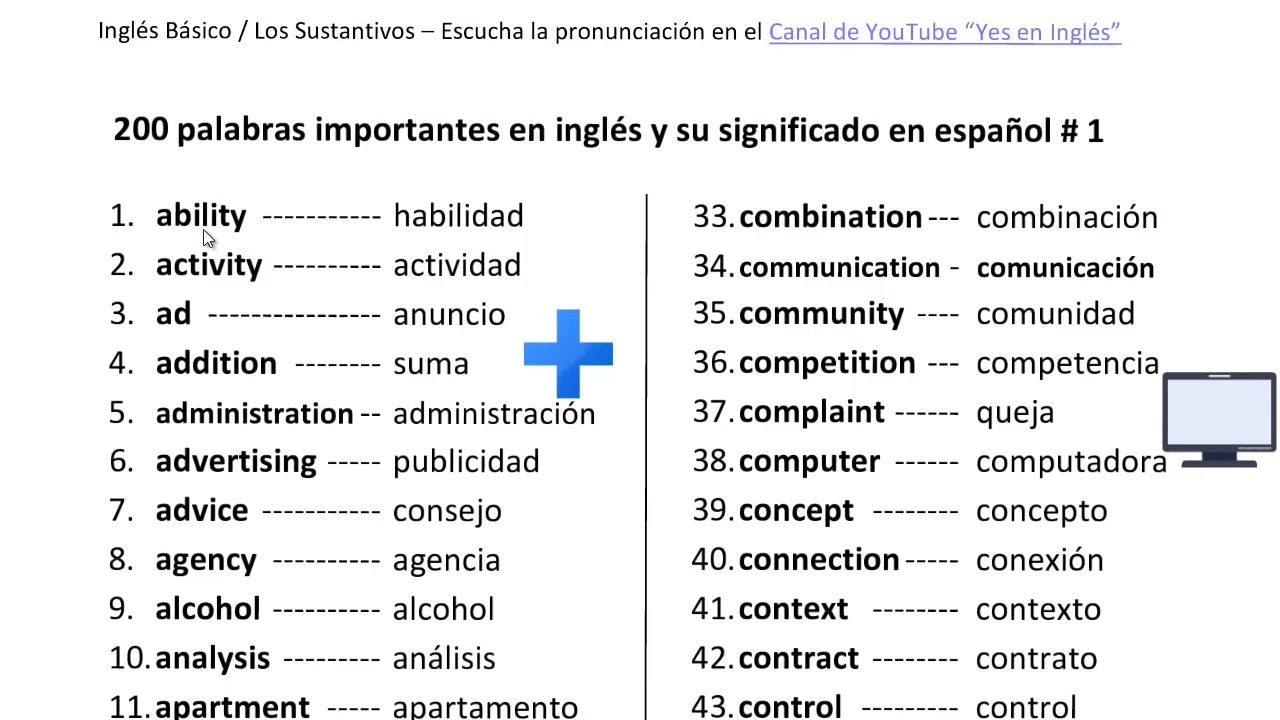 Inglés Básico / Los Sustantivos – Escucha la pronunciación en el Canal de YouTube “Yes en Inglés”
200 palabras importantes en inglés y su significado en español # 1
1. ability ----------- habilidad
2. activity ---------- actividad
3. ad ---------------- anuncio
4. addition -------- suma
5. administration -- administración
6. advertising ----- publicidad
7. advice ----------- consejo
8. agency ---------- agencia
9. alcohol ---------- alcohol
10. analysis --------- análisis
11. apartment ----- apartamento
33. combination --- combinación
34. communication - comunicación
35. community ---- comunidad
36. competition --- competencia
37. complaint ------ queja
38. computer ------ computadora
39. concept -------- concepto
40. connection ----- conexión
41. context -------- contexto
42. contract -------- contrato
43. control --------- control